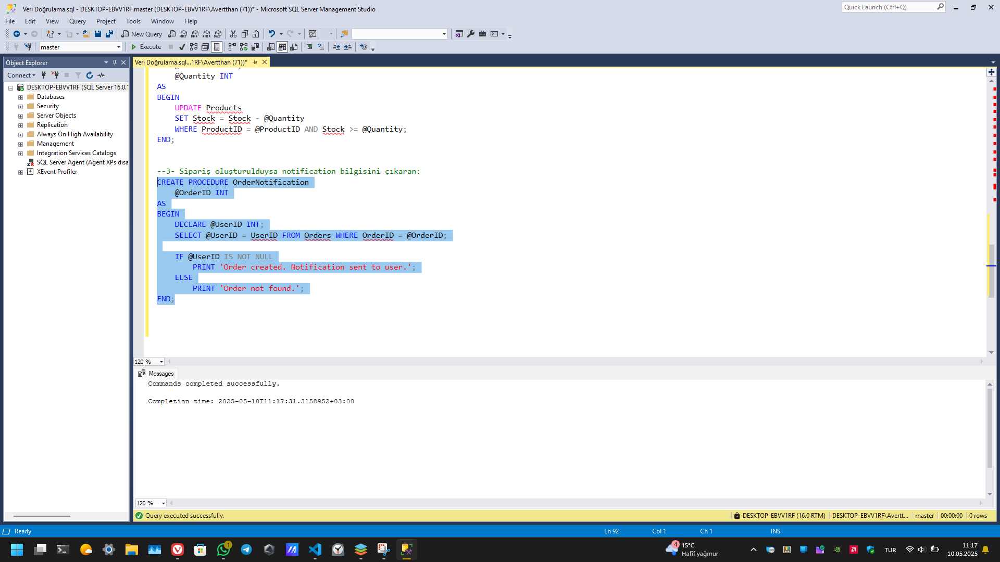 Veri Doğrulama.sql - DESKTOP-EBVV1RF.master (DESKTOP-EBVV1RF\Avertthan (71))* - Microsoft SQL Server Management Studio
Quick Launch (Ctrl+Q)
File Edit View Query Project Tools Window Help
New Query
MDX DMX XMLA DAX
master
Execute
Object Explorer
Veri Doğrulama.sql...1RF\Avertthan (71))*
Connect
DESKTOP-EBVV1RF (SQL Server 16.0.1
Databases
Security
Server Objects
Replication
Always On High Availability
Management
Integration Services Catalogs
SQL Server Agent (Agent XPs disa
XEvent Profiler
@Quantity INT
AS
BEGIN
UPDATE Products
SET Stock = Stock - @Quantity
WHERE ProductID = @ProductID AND Stock >= @Quantity;
END;
--3- Sipariş oluşturulduysa notification bilgisini çıkaran:
CREATE PROCEDURE OrderNotification
@OrderID INT
AS
BEGIN
DECLARE @UserID INT;
SELECT @UserID = UserID FROM Orders WHERE OrderID = @OrderID;
IF @UserID IS NOT NULL
PRINT 'Order created. Notification sent to user.';
ELSE
PRINT 'Order not found.';
END;
120 %
Messages
Commands completed successfully.
Completion time: 2025-05-10T11:17:31.3158952+03:00
120 %
Query executed successfully.
DESKTOP-EBVV1RF (16.0 RTM) DESKTOP-EBVV1RF\Avertt... master 00:00:00 0 rows
Ready
Ln 92 Col 1 Ch 1 INS
1
4
15°C
Hafif yağmur
TUR
11:17
10.05.2025